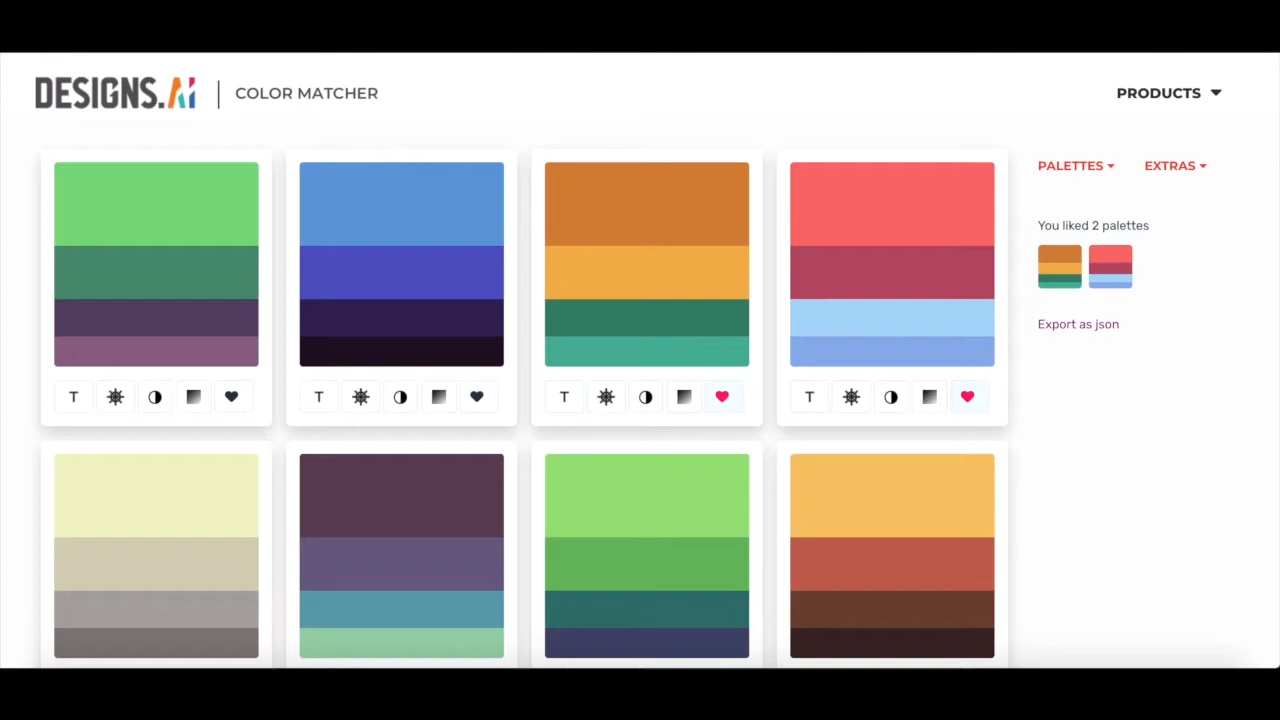 DESIGNS.AI
COLOR MATCHER
PRODUCTS
PALETTES
EXTRAS
You liked 2 palettes
Export as json
T
T
T
T